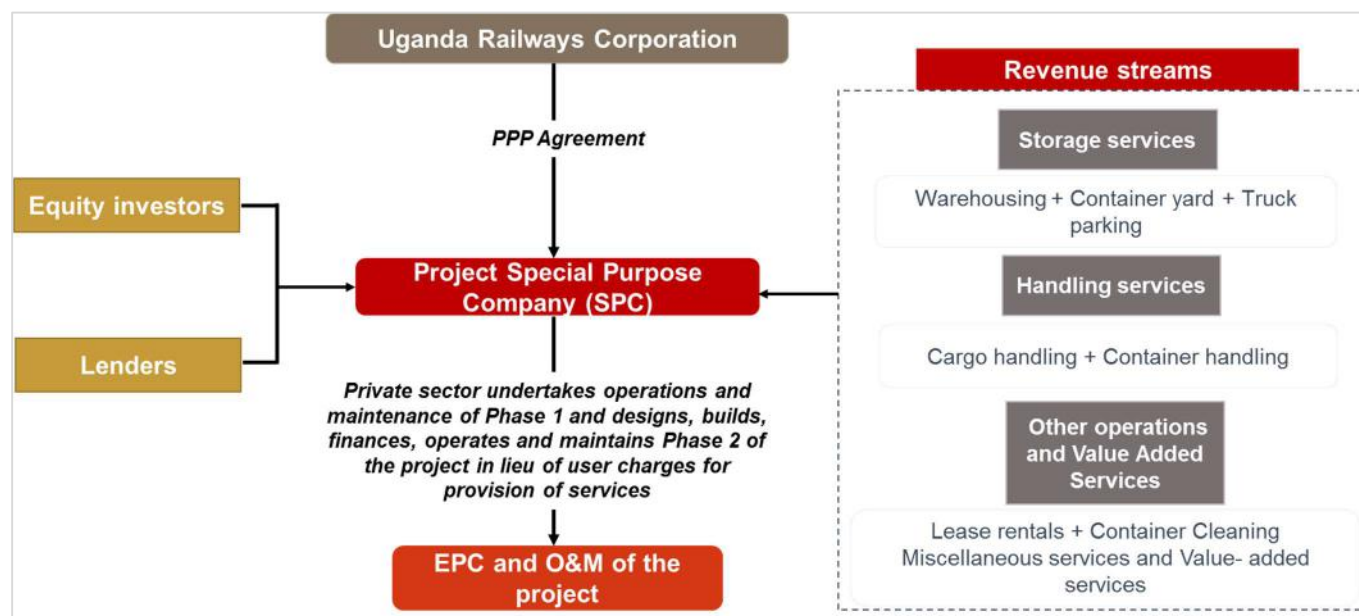 Uganda Railways Corporation
PPP Agreement
Equity investors
Lenders
Project Special Purpose
Company (SPC)
Private sector undertakes operations and
maintenance of Phase 1 and designs, builds,
finances, operates and maintains Phase 2 of
the project in lieu of user charges for
provision of services
EPC and O&M of the
project
Revenue streams
Storage services
Warehousing + Container yard + Truck
parking
Handling services
Cargo handling + Container handling
Other operations
and Value Added
Services
Lease rentals + Container Cleaning
Miscellaneous services and Value- added
services